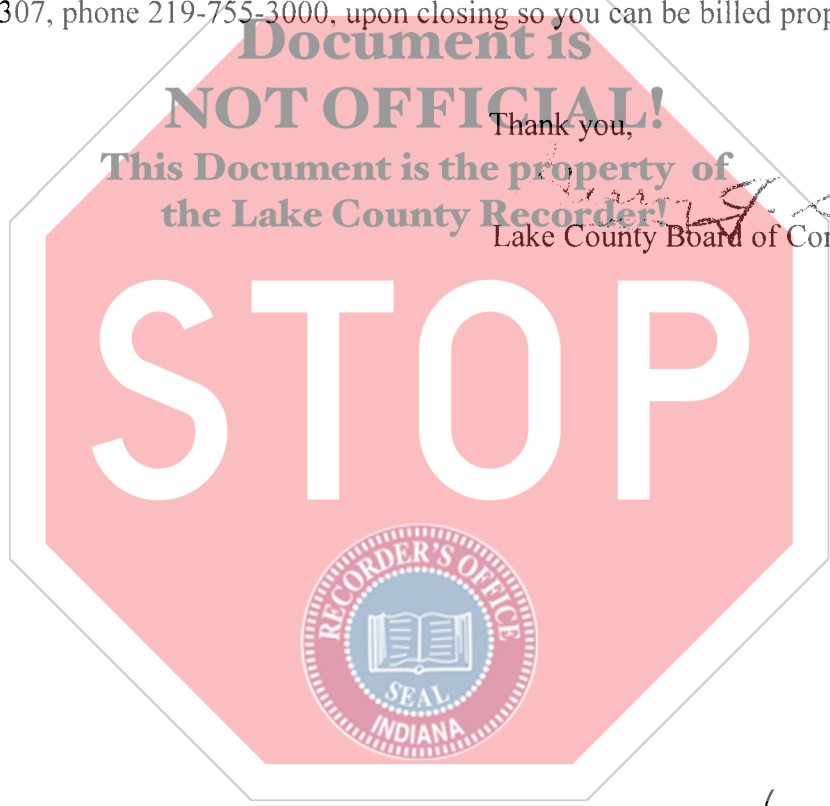 307, phone 219-755-3000, upon closing so you can be billed prop
Document is
NOT OFFICIAL!
Thank you,
This Document is the property of
the Lake County Recorder!
Lake County Board of Co
STOP
RECORDER'S OFFICE
SEAL
INDIANA